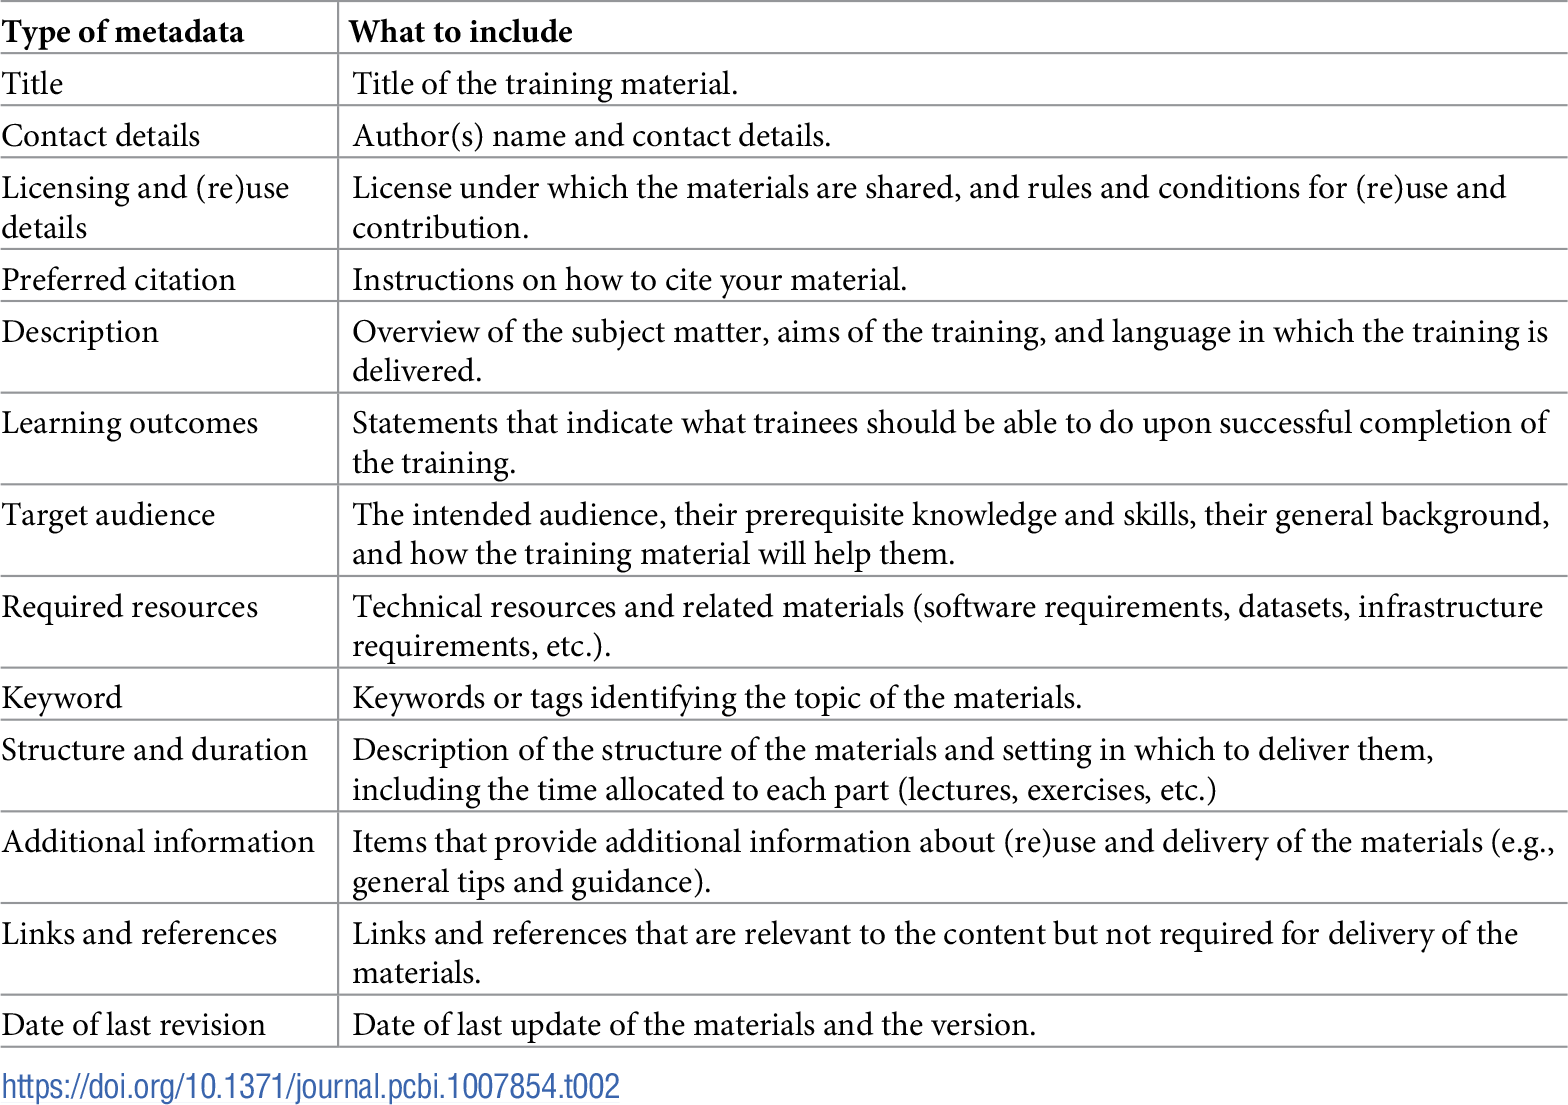 Type of metadata What to include
Title Title of the training material.
Contact details Author(s) name and contact details.
Licensing and (re)use License under which the materials are shared, and rules and conditions for (re)use and
details contribution.
Preferred citation Instructions on how to cite your material.
Description Overview of the subject matter, aims of the training, and language in which the training is
delivered.
Learning outcomes Statements that indicate what trainees should be able to do upon successful completion of
the training.
Target audience The intended audience, their prerequisite knowledge and skills, their general background,
and how the training material will help them.
Required resources Technical resources and related materials (software requirements, datasets, infrastructure
requirements, etc.).
Keyword Keywords or tags identifying the topic of the materials.
Structure and duration Description of the structure of the materials and setting in which to deliver them,
including the time allocated to each part (lectures, exercises, etc.)
Additional information Items that provide additional information about (re)use and delivery of the materials (e.g.,
general tips and guidance).
Links and references Links and references that are relevant to the content but not required for delivery of the
materials.
Date of last revision Date of last update of the materials and the version.
https://doi.org/10.1371/journal.pcbi.1007854.t002